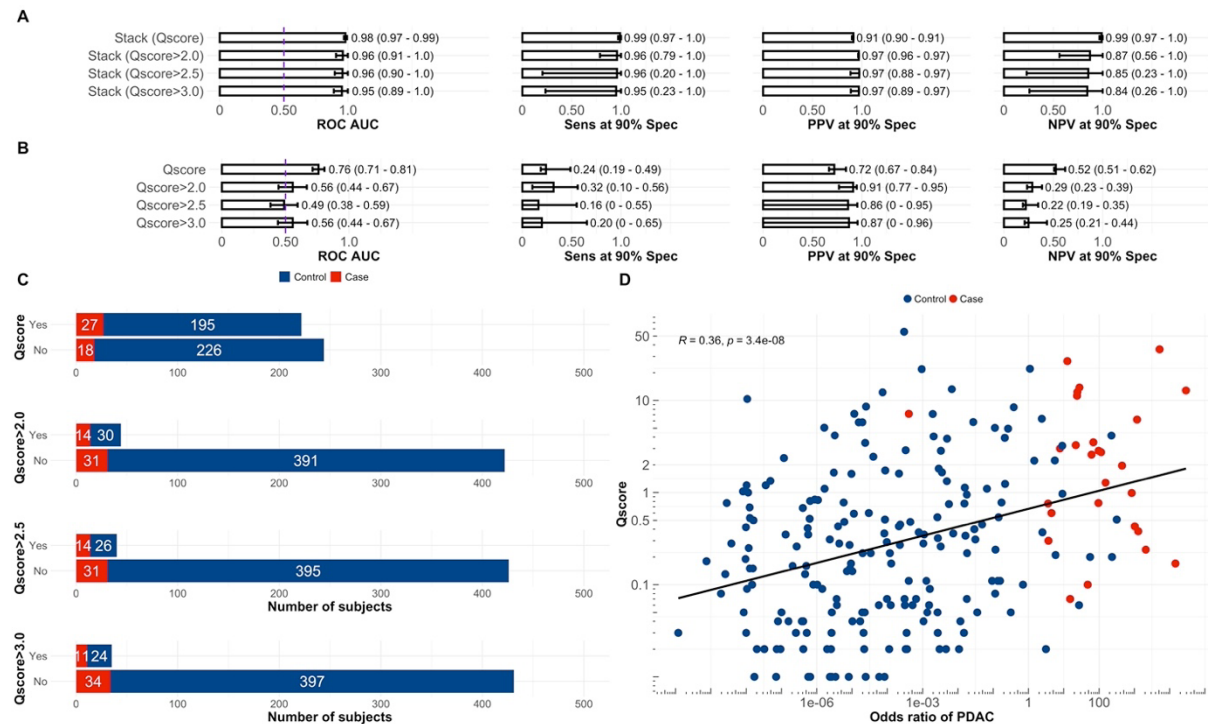 A
Stack (Qscore)
Stack (Qscore>2.0)
Stack (Qscore>2.5)
Stack (Qscore>3.0)
0.98 (0.97 - 0.99)
0.96 (0.91 - 1.0)
0.96 (0.90 - 1.0)
0.95 (0.89 - 1.0)
0 0.50 1.0
ROC AUC
0.99 (0.97 - 1.0)
0.96 (0.79 - 1.0)
0.96 (0.20 - 1.0)
0.95 (0.23 - 1.0)
0 0.50 1.0
Sens at 90% Spec
0.91 (0.90 - 0.91)
0.97 (0.96 - 0.97)
0.97 (0.88 - 0.97)
0.97 (0.89 - 0.97)
0 0.50 1.0
PPV at 90% Spec
0.99 (0.97 - 1.0)
0.87 (0.56 - 1.0)
0.85 (0.23 - 1.0)
0.84 (0.26 - 1.0)
0 0.50 1.0
NPV at 90% Spec
B
Qscore
Qscore>2.0
Qscore>2.5
Qscore>3.0
0.76 (0.71 - 0.81)
0.56 (0.44 - 0.67)
0.49 (0.38 - 0.59)
0.56 (0.44 - 0.67)
0 0.50 1.0
ROC AUC
0.24 (0.19 - 0.49)
0.32 (0.10 - 0.56)
0.16 (0 - 0.55)
0.20 (0 - 0.65)
0 0.50 1.0
Sens at 90% Spec
0.72 (0.67 - 0.84)
0.91 (0.77 - 0.95)
0.86 (0 - 0.95)
0.87 (0 - 0.96)
0 0.50 1.0
PPV at 90% Spec
0.52 (0.51 - 0.62)
0.29 (0.23 - 0.39)
0.22 (0.19 - 0.35)
0.25 (0.21 - 0.44)
0 0.50 1.0
NPV at 90% Spec
C
Control Case
Qscore
Yes 27 195
No 18 226
0 100 200 300 400 500
Qscore>2.0
Yes 14 30
No 31 391
0 100 200 300 400 500
Qscore>2.5
Yes 14 26
No 31 395
0 100 200 300 400 500
Number of subjects
Qscore>3.0
Yes 11 24
No 34 397
0 100 200 300 400 500
Number of subjects
D
Control Case
R = 0.36, p = 3.4e-08
Qscore
50
10
5
2
1
0.5
0.1
1e-06 1e-03 1 100
Odds ratio of PDAC